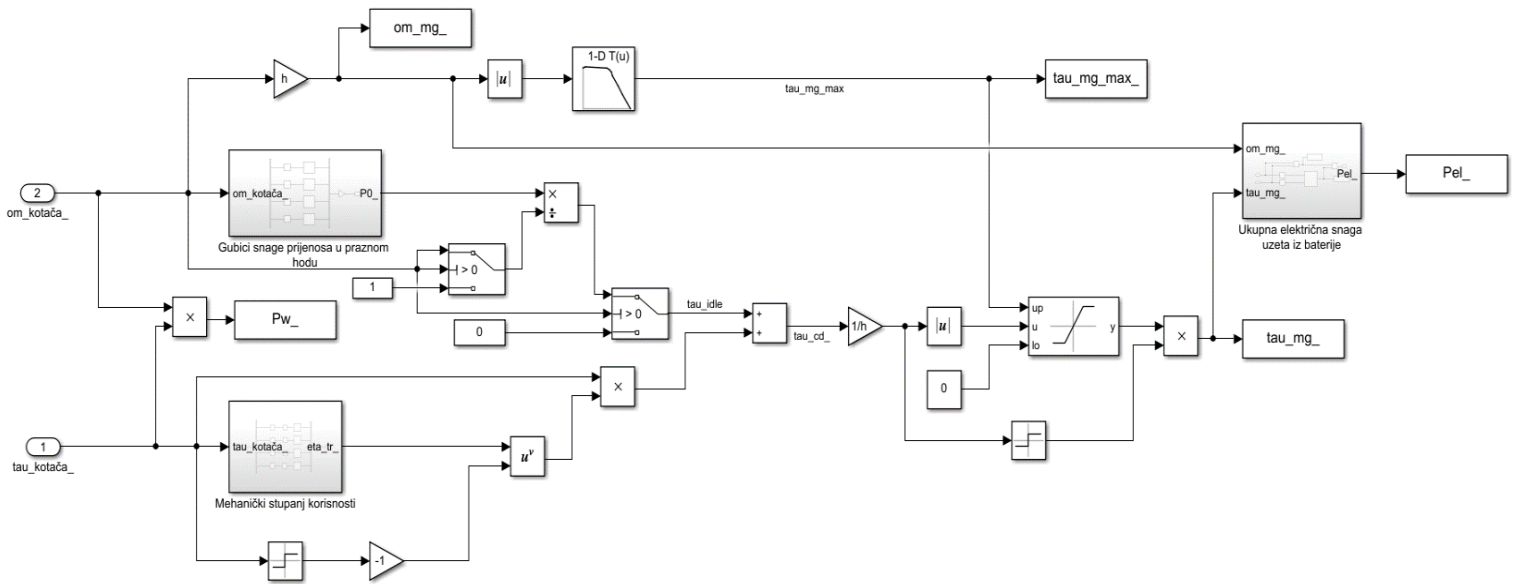 om_mg_
h
|u|
1-D T(u)
tau_mg_max
tau_mg_max_
2
om_kotača_
om_kotača_
P0_
Gubici snage prijenosa u praznom
hodu
×
÷
> 0
1
> 0
0
tau_idle
×
Pw_
+
+
tau_cd_
1/h
|u|
up
u
lo
y
0
×
tau_mg_
om_mg_
tau_mg_
Pel_
Ukupna električna snaga
uzeta iz baterije
Pel_
×
1
tau_kotača_
tau_kotača_
eta_tr_
Mehanički stupanj korisnosti
u^v
-1